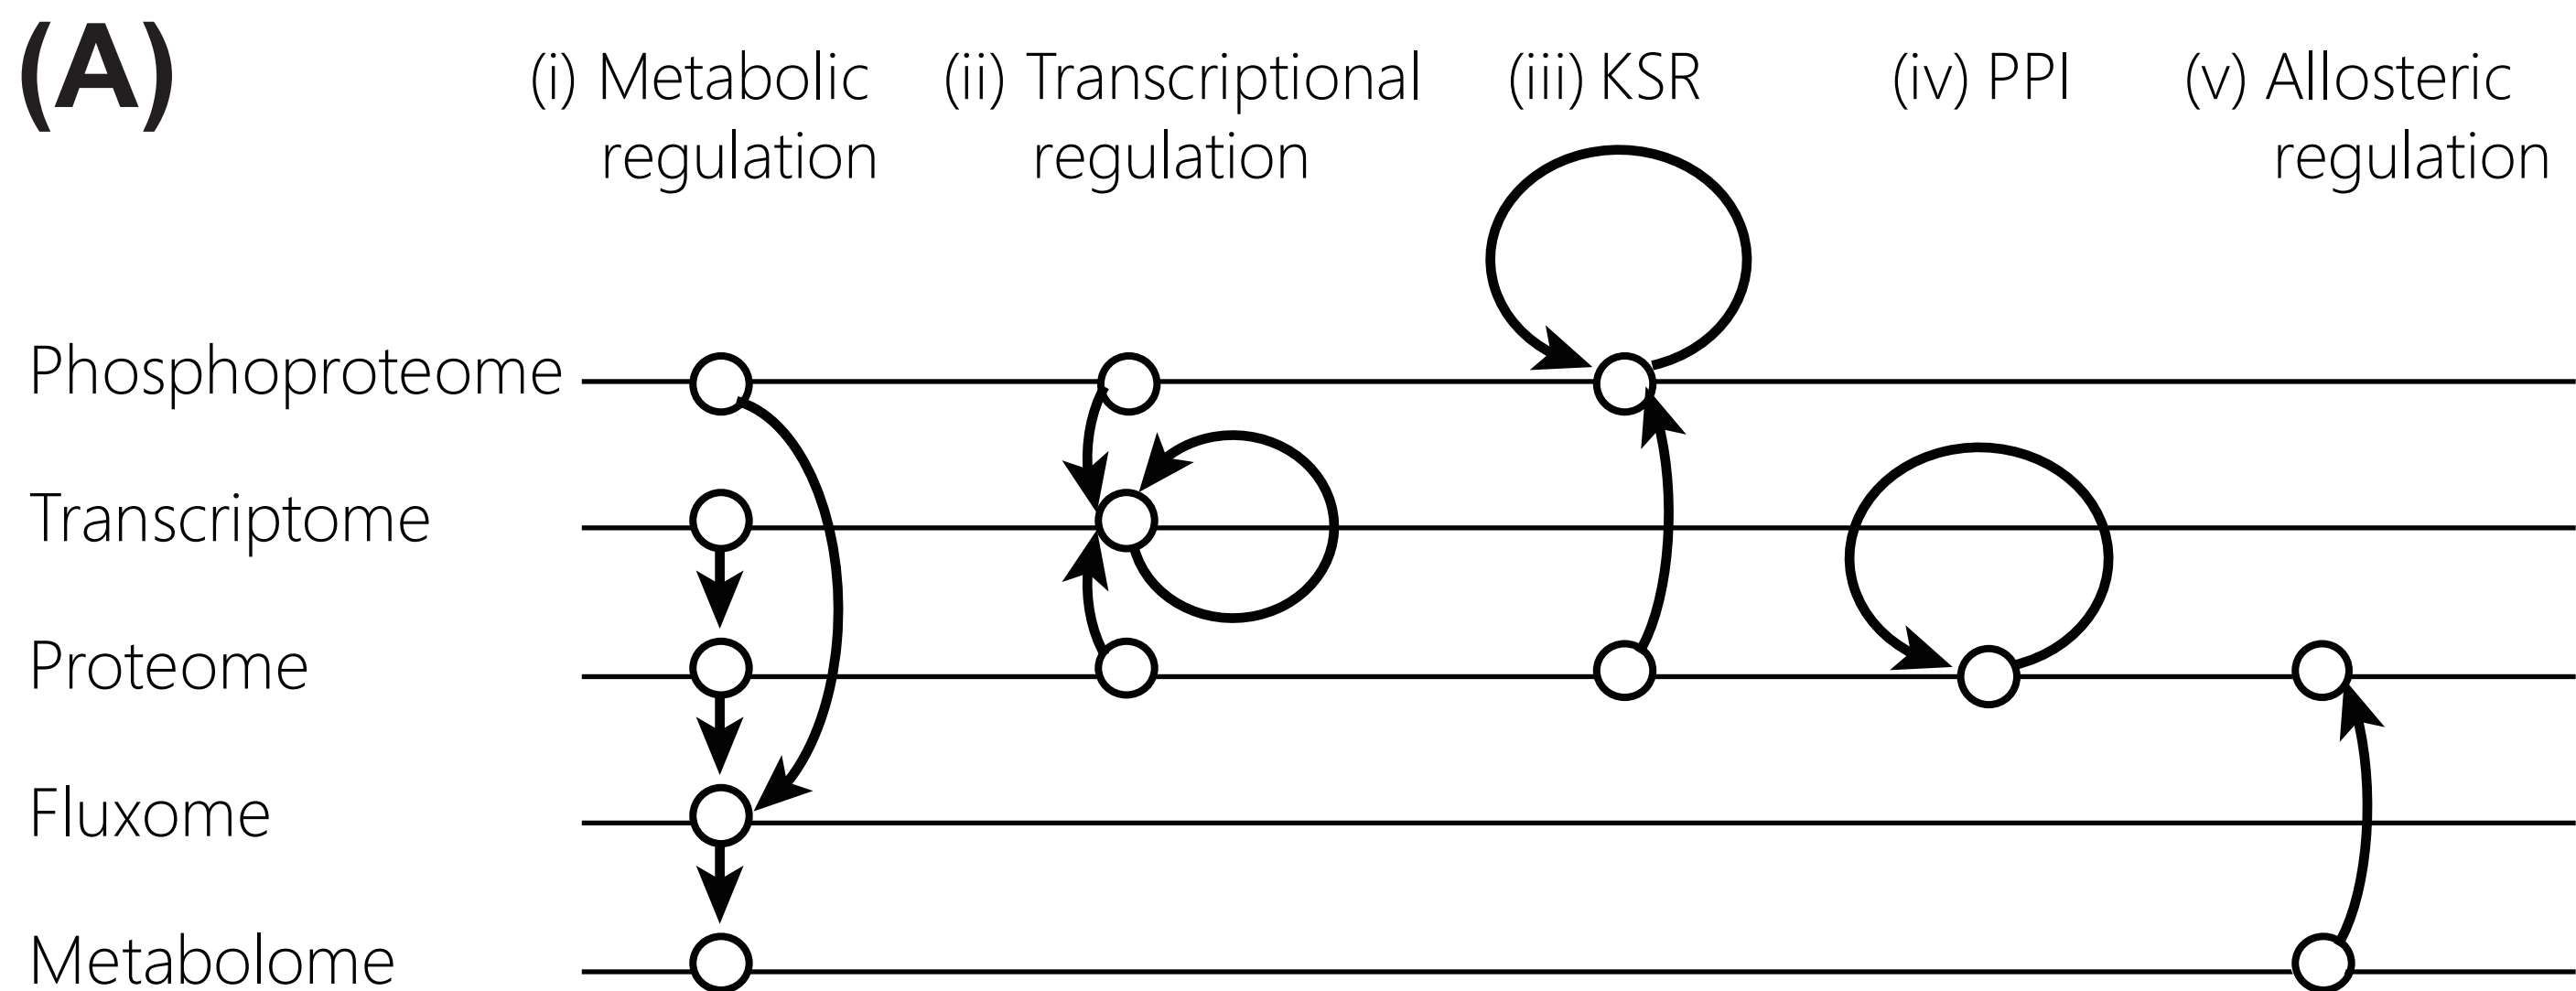 (A)
(i) Metabolic regulation
(ii) Transcriptional regulation
(iii) KSR
(iv) PPI
(v) Allosteric regulation
Phosphoproteome
Transcriptome
Proteome
Fluxome
Metabolome